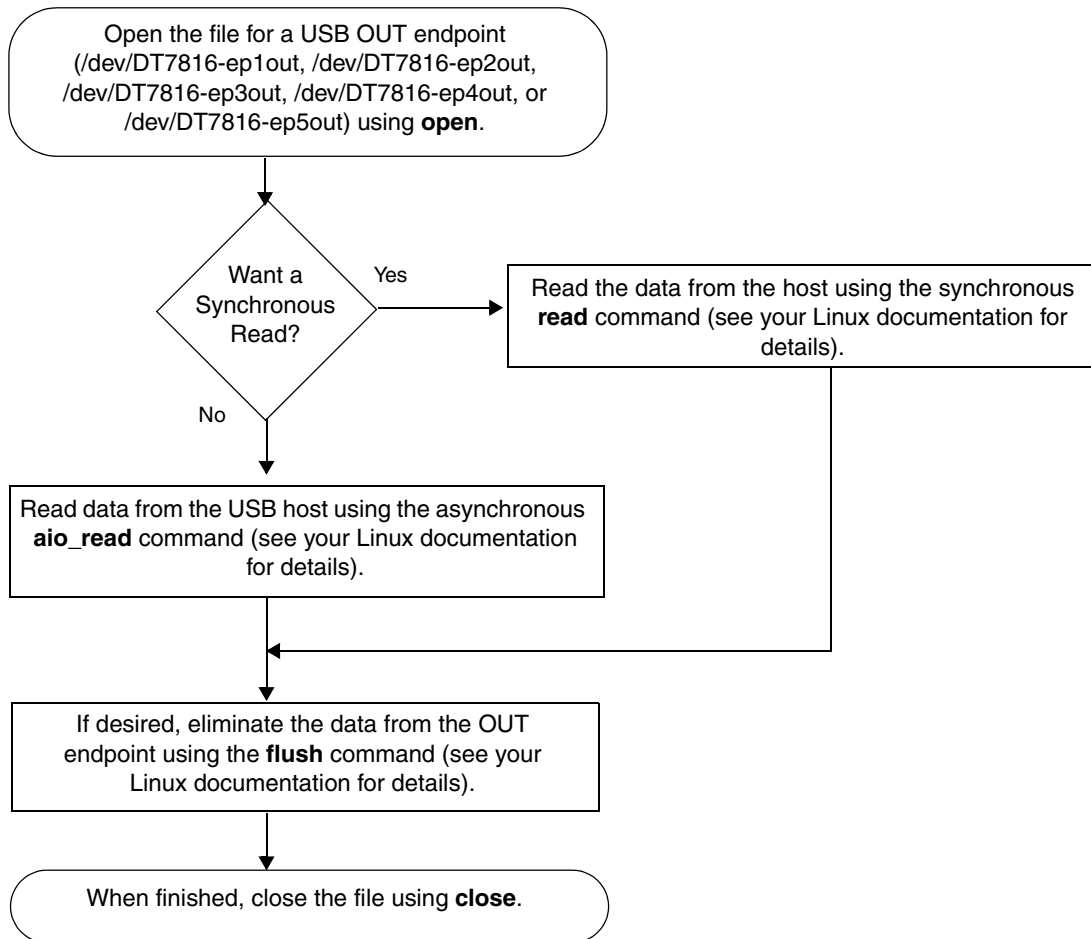 Open the file for a USB OUT endpoint
(/dev/DT7816-ep1out, /dev/DT7816-ep2out,
/dev/DT7816-ep3out, /dev/DT7816-ep4out, or
/dev/DT7816-ep5out) using open.
Want a
Synchronous
Read?
Yes
Read the data from the host using the synchronous
read command (see your Linux documentation for
details).
No
Read data from the USB host using the asynchronous
aio_read command (see your Linux documentation
for details).
If desired, eliminate the data from the OUT
endpoint using the flush command (see your
Linux documentation for details).
When finished, close the file using close.